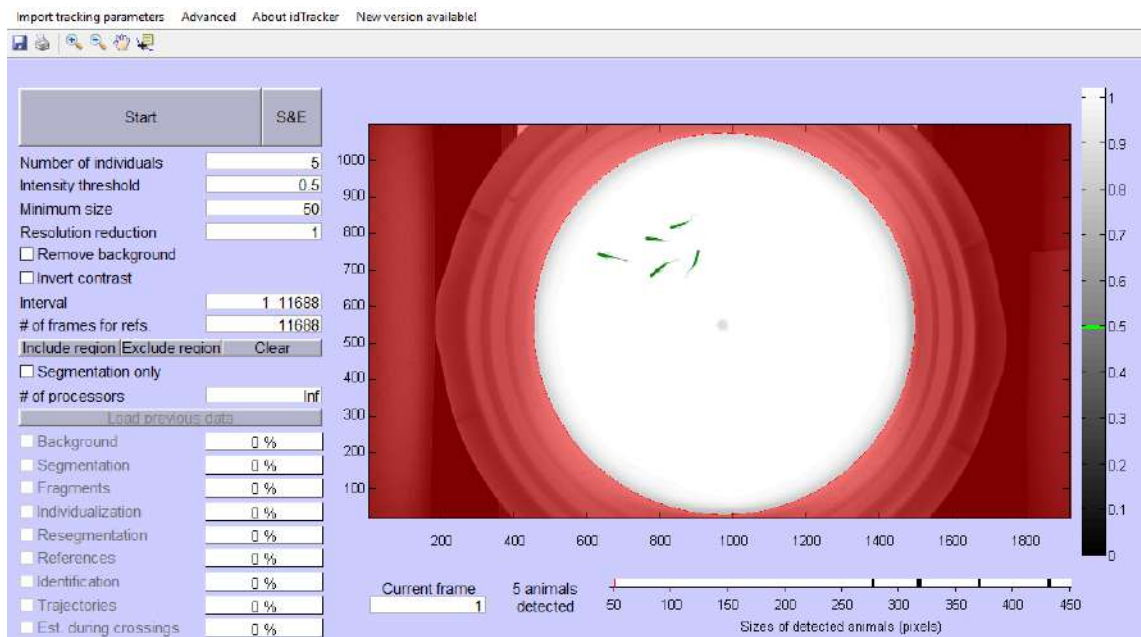 Import tracking parameters Advanced About idTracker New version available!
Start S&E
Number of individuals 5
Intensity threshold 0.5
Minimum size 50
Resolution reduction 1
Remove background
Invert contrast
Interval 1 11688
# of frames for refs. 11688
Include region Exclude region Clear
Segmentation only
# of processors Inf
Load previous data
Background 0 %
Segmentation 0 %
Fragments 0 %
Individualization 0 %
Resegmentation 0 %
References 0 %
Identification 0 %
Trajectories 0 %
Est. during crossings 0 %
1000
900
800
700
600
500
400
300
200
100
200 400 600 800 1000 1200 1400 1600 1800
1
0.9
0.8
0.7
0.6
0.5
0.4
0.3
0.2
0.1
0
Current frame
1
5 animals
detected
50 100 150 200 250 300 350 400 450
Sizes of detected animals (pixels)